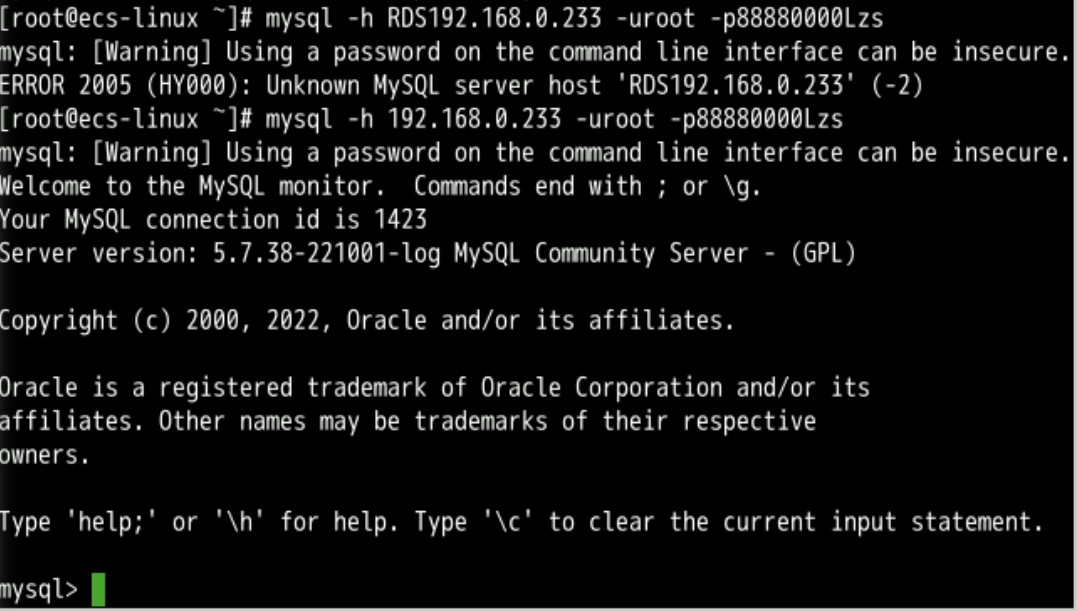 [root@ecs-linux ~]# mysql -h RDS192.168.0.233 -uroot -p88880000Lzs
mysql: [Warning] Using a password on the command line interface can be insecure.
ERROR 2005 (HY000): Unknown MySQL server host 'RDS192.168.0.233' (-2)
[root@ecs-linux ~]# mysql -h 192.168.0.233 -uroot -p88880000Lzs
mysql: [Warning] Using a password on the command line interface can be insecure.
Welcome to the MySQL monitor.  Commands end with ; or \g.
Your MySQL connection id is 1423
Server version: 5.7.38-221001-log MySQL Community Server - (GPL)

Copyright (c) 2000, 2022, Oracle and/or its affiliates.

Oracle is a registered trademark of Oracle Corporation and/or its
affiliates. Other names may be trademarks of their respective
owners.

Type 'help;' or '\h' for help. Type '\c' to clear the current input statement.

mysql>